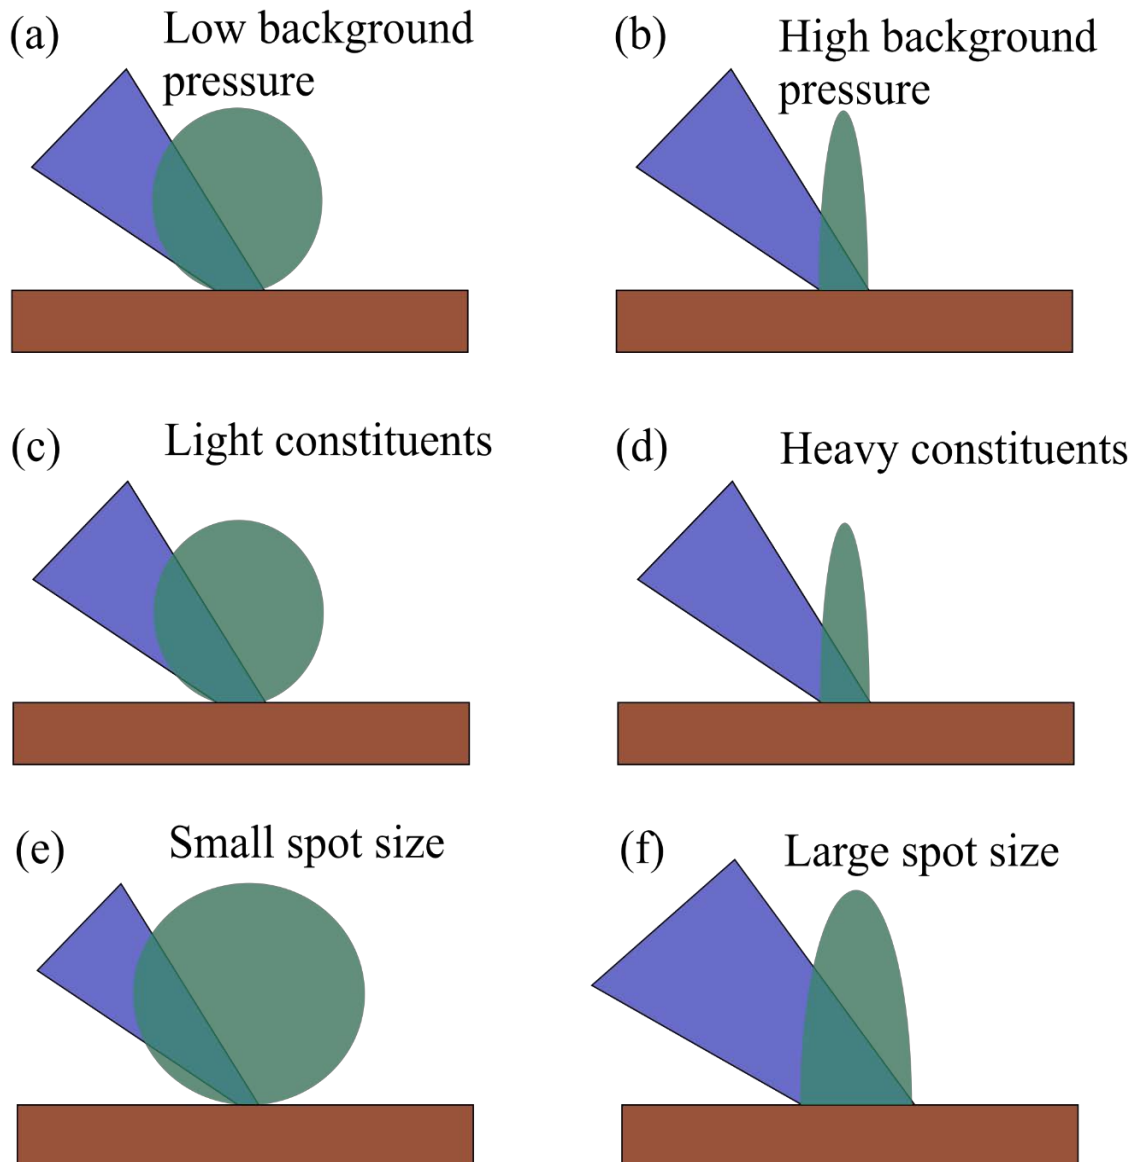 (a)
Low background
pressure
(b)
High background
pressure
(c)
Light constituents
(d)
Heavy constituents
(e)
Small spot size
(f)
Large spot size